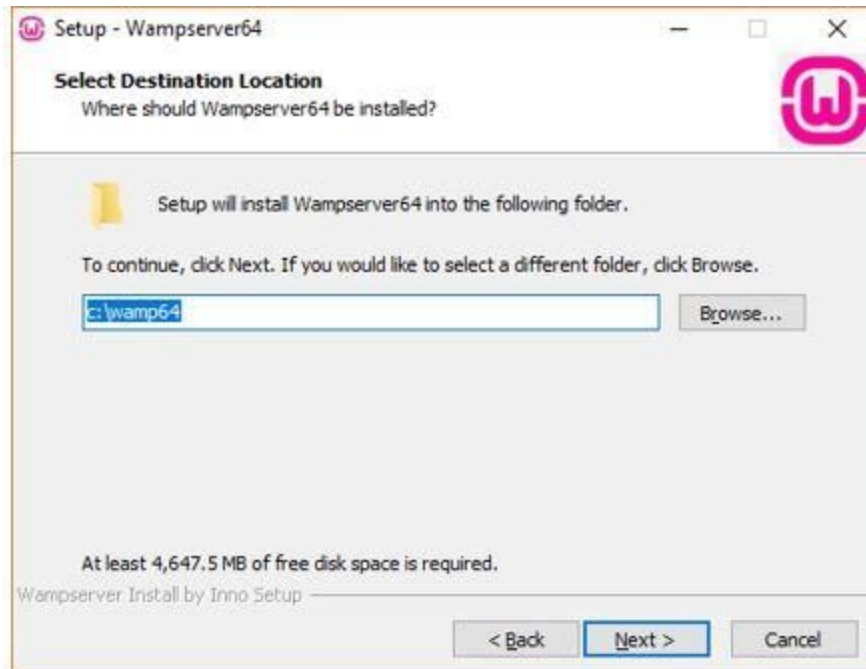 Setup - Wampserver64
Select Destination Location
Where should Wampserver64 be installed?
Setup will install Wampserver64 into the following folder.
To continue, click Next. If you would like to select a different folder, click Browse.
c:\wamp64
Browse...
At least 4,647.5 MB of free disk space is required.
Wampserver Install by Inno Setup
< Back
Next >
Cancel